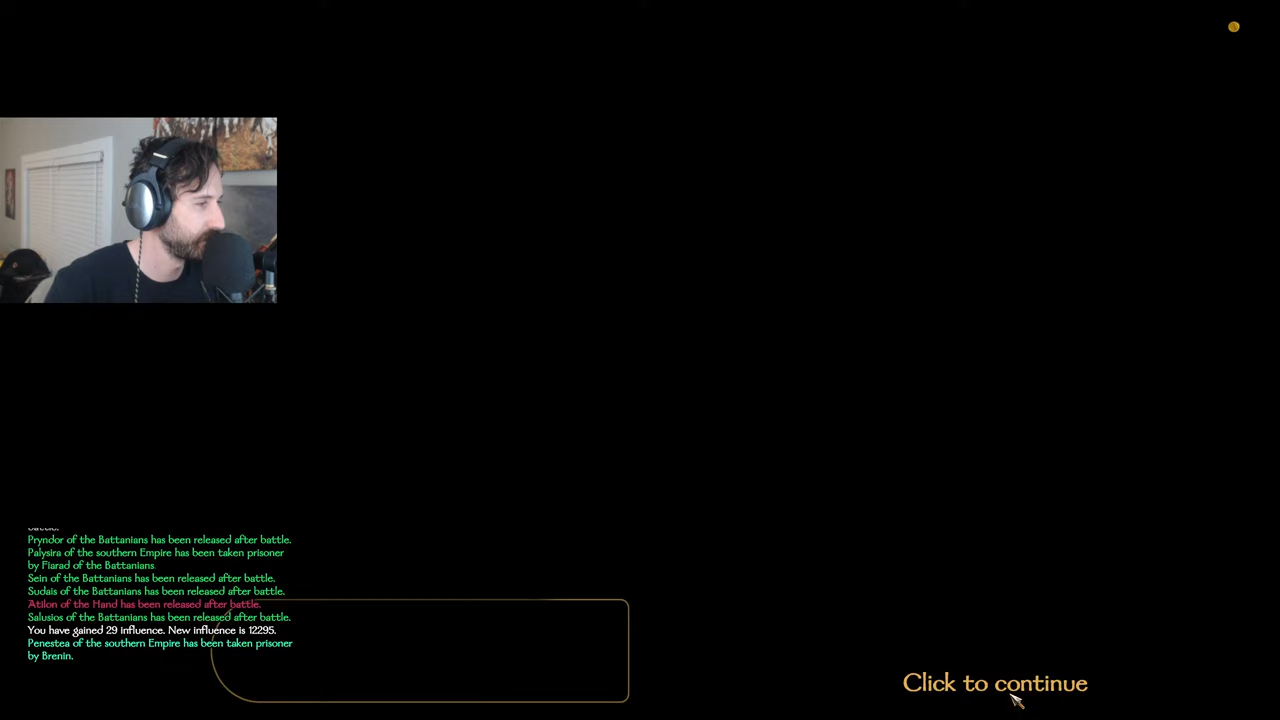 Pryndor of the Battanians has been released after battle.
Palysira of the southern Empire has been taken prisoner
by Fiarad of the Battanians
Sein of the Battanians has been released after battle.
Sudais of the Battanians has been released after battle.
Atilon of the Hand has been released after battle.
Salusios of the Battanians has been released after battle.
You have gained 29 influence. New influence is 12295.
Penestea of the southern Empire has been taken prisoner
by Brenin.
Click to continue